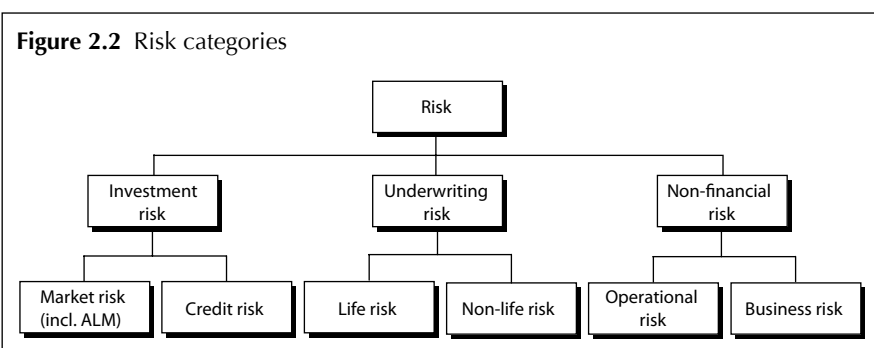 Figure 2.2 Risk categories
Risk
Investment
risk
Underwriting
risk
Non-financial
risk
Market risk
(incl. ALM)
Credit risk
Life risk
Non-life risk
Operational
risk
Business risk